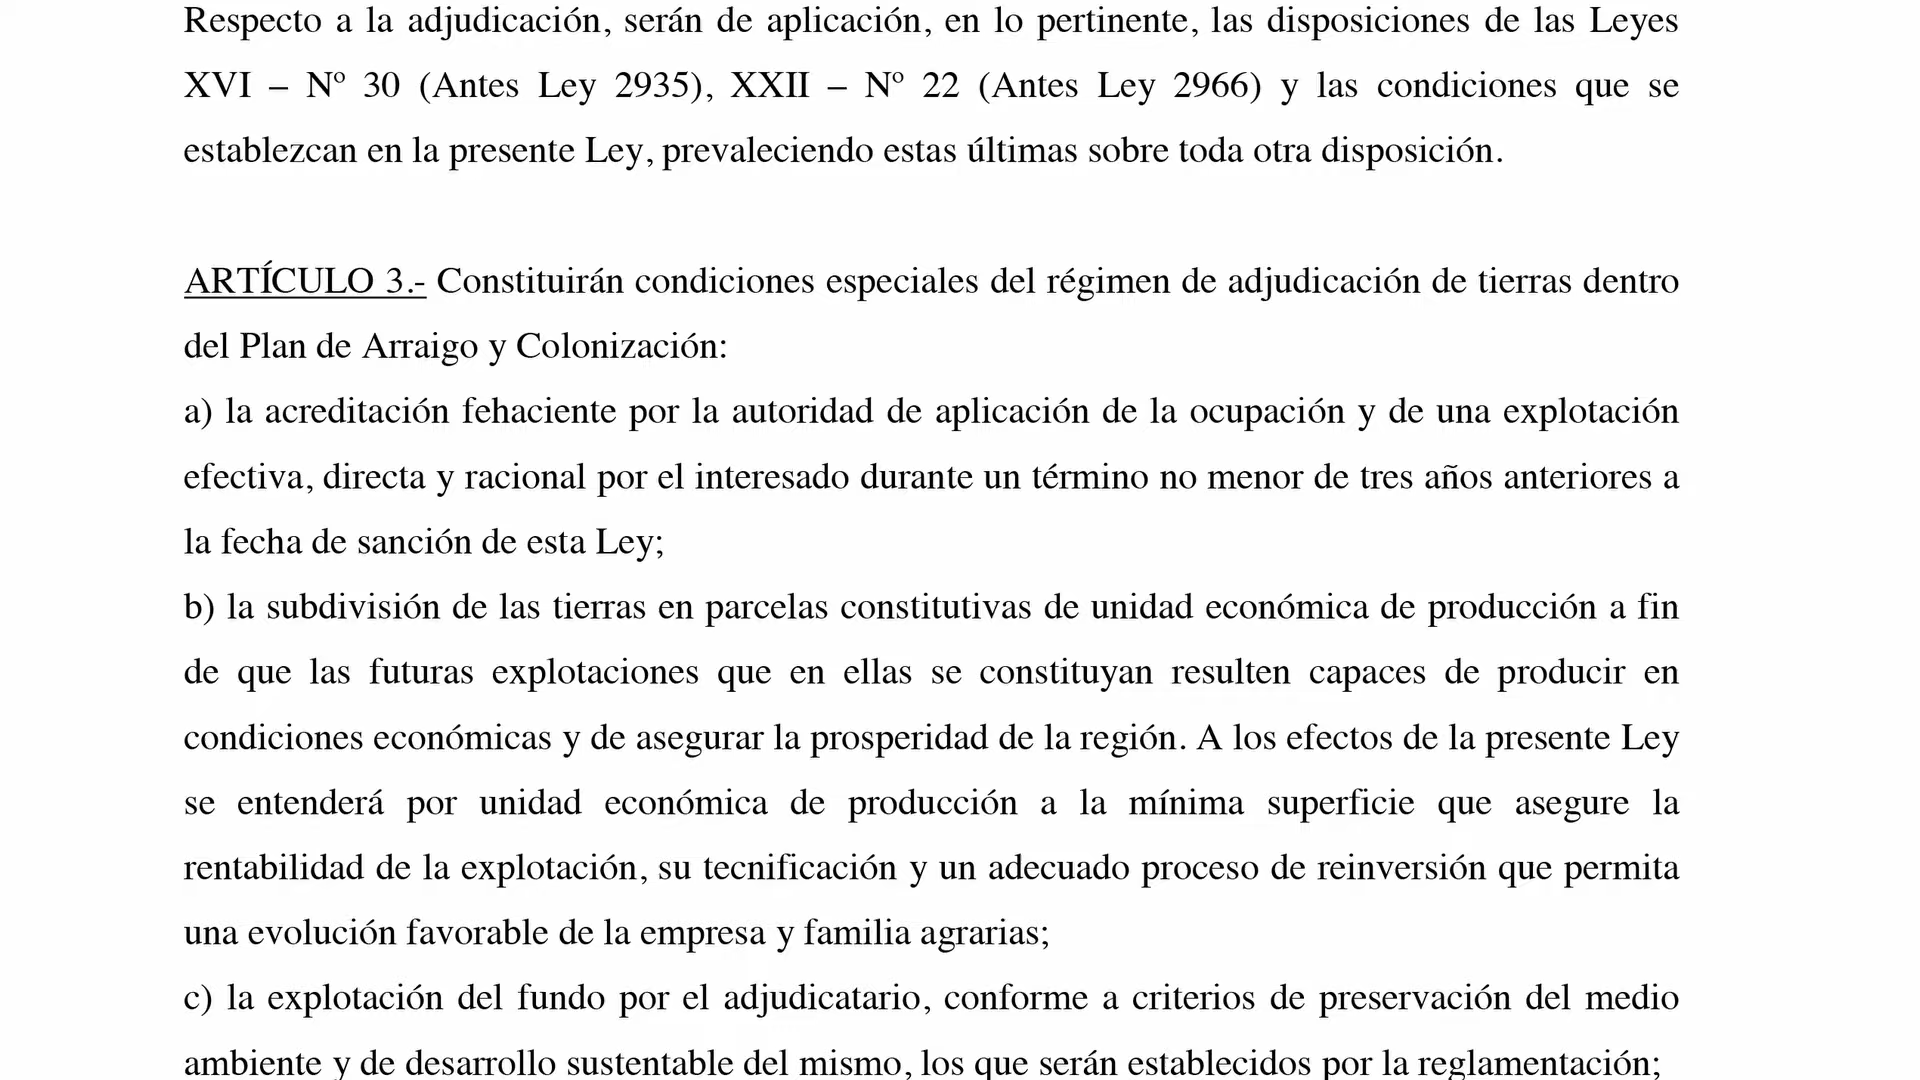 Respecto a la adjudicación, serán de aplicación, en lo pertinente, las disposiciones de las Leyes
XVI – Nº 30 (Antes Ley 2935), XXII – Nº 22 (Antes Ley 2966) y las condiciones que se
establezcan en la presente Ley, prevaleciendo estas últimas sobre toda otra disposición.
ARTÍCULO 3.- Constituirán condiciones especiales del régimen de adjudicación de tierras dentro
del Plan de Arraigo y Colonización:
a) la acreditación fehaciente por la autoridad de aplicación de la ocupación y de una explotación
efectiva, directa y racional por el interesado durante un término no menor de tres años anteriores a
la fecha de sanción de esta Ley;
b) la subdivisión de las tierras en parcelas constitutivas de unidad económica de producción a fin
de que las futuras explotaciones que en ellas se constituyan resulten capaces de producir en
condiciones económicas y de asegurar la prosperidad de la región. A los efectos de la presente Ley
se entenderá por unidad económica de producción a la mínima superficie que asegure la
rentabilidad de la explotación, su tecnificación y un adecuado proceso de reinversión que permita
una evolución favorable de la empresa y familia agrarias;
c) la explotación del fundo por el adjudicatario, conforme a criterios de preservación del medio
ambiente y de desarrollo sustentable del mismo, los que serán establecidos por la reglamentación;